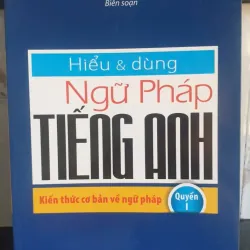 Biên soạn
Hiểu & dùng
Ngữ Pháp
TIẾNG ANH
Kiến thức cơ bản về ngữ pháp
Quyển
I